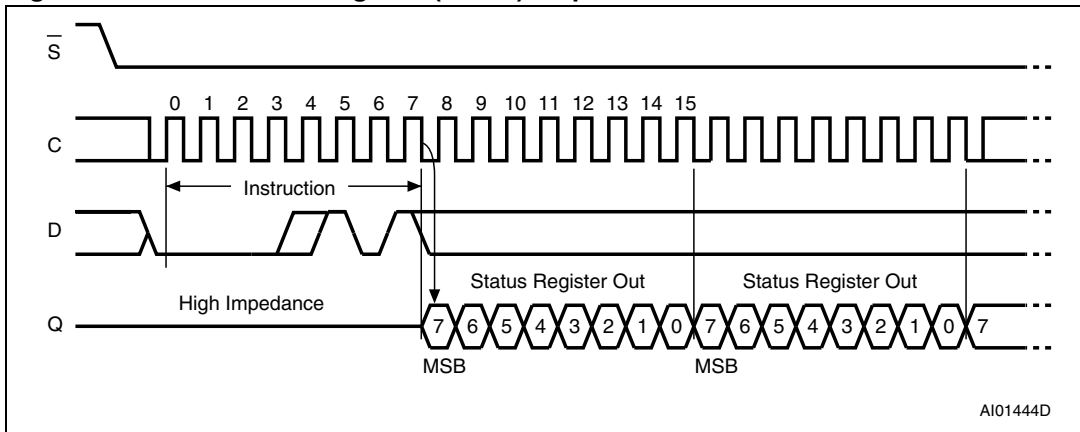 S
0 1 2 3 4 5 6 7 8 9 10 11 12 13 14 15
C
Instruction
D
Status Register Out Status Register Out
High Impedance
Q 7 6 5 4 3 2 1 0 7 6 5 4 3 2 1 0 7
MSB MSB
AI01444D